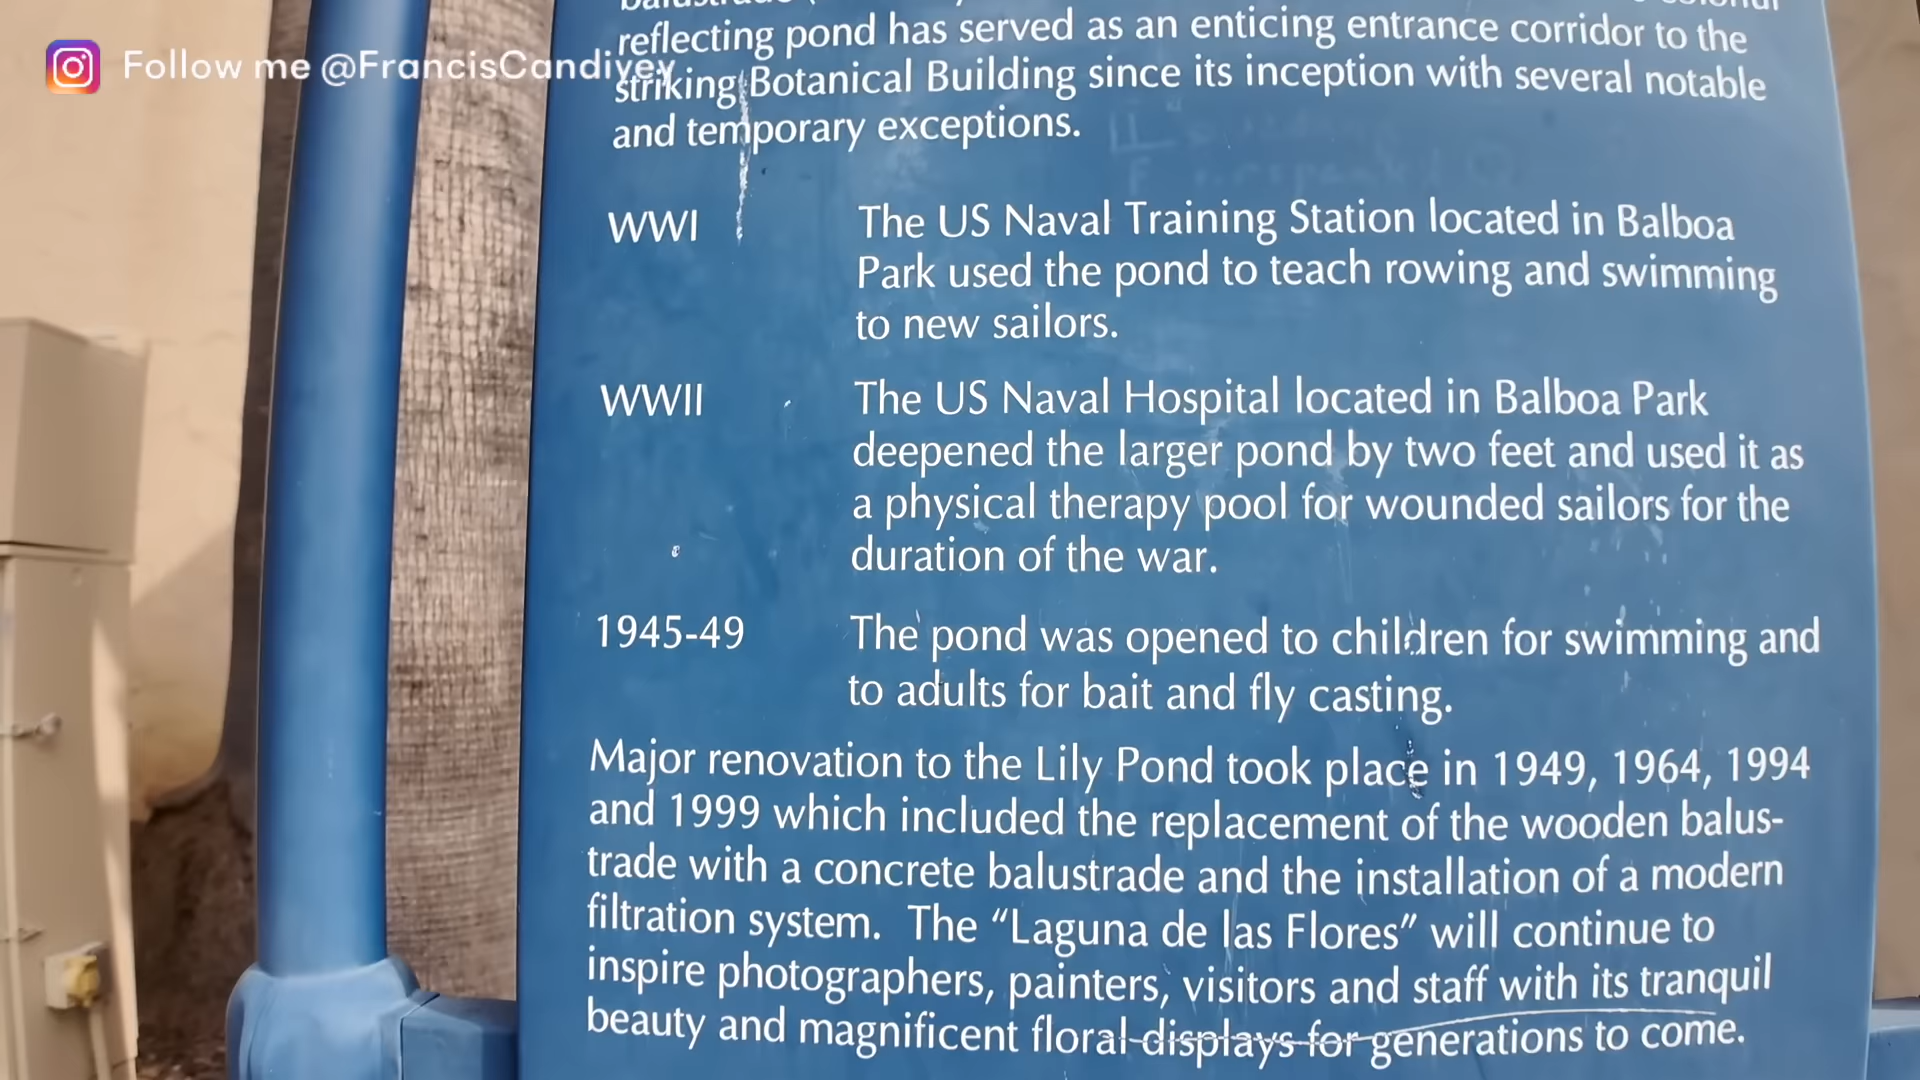 Follow me @FrancisCandiyey
reflecting pond has served as an enticing entrance corridor to the
striking Botanical Building since its inception with several notable
and temporary exceptions.
WWI The US Naval Training Station located in Balboa
Park used the pond to teach rowing and swimming
to new sailors.
WWII The US Naval Hospital located in Balboa Park
deepened the larger pond by two feet and used it as
a physical therapy pool for wounded sailors for the
duration of the war.
1945-49 The pond was opened to children for swimming and
to adults for bait and fly casting.
Major renovation to the Lily Pond took place in 1949, 1964, 1994
and 1999 which included the replacement of the wooden balus-
trade with a concrete balustrade and the installation of a modern
filtration system. The “Laguna de las Flores” will continue to
inspire photographers, painters, visitors and staff with its tranquil
beauty and magnificent floral displays for generations to come.